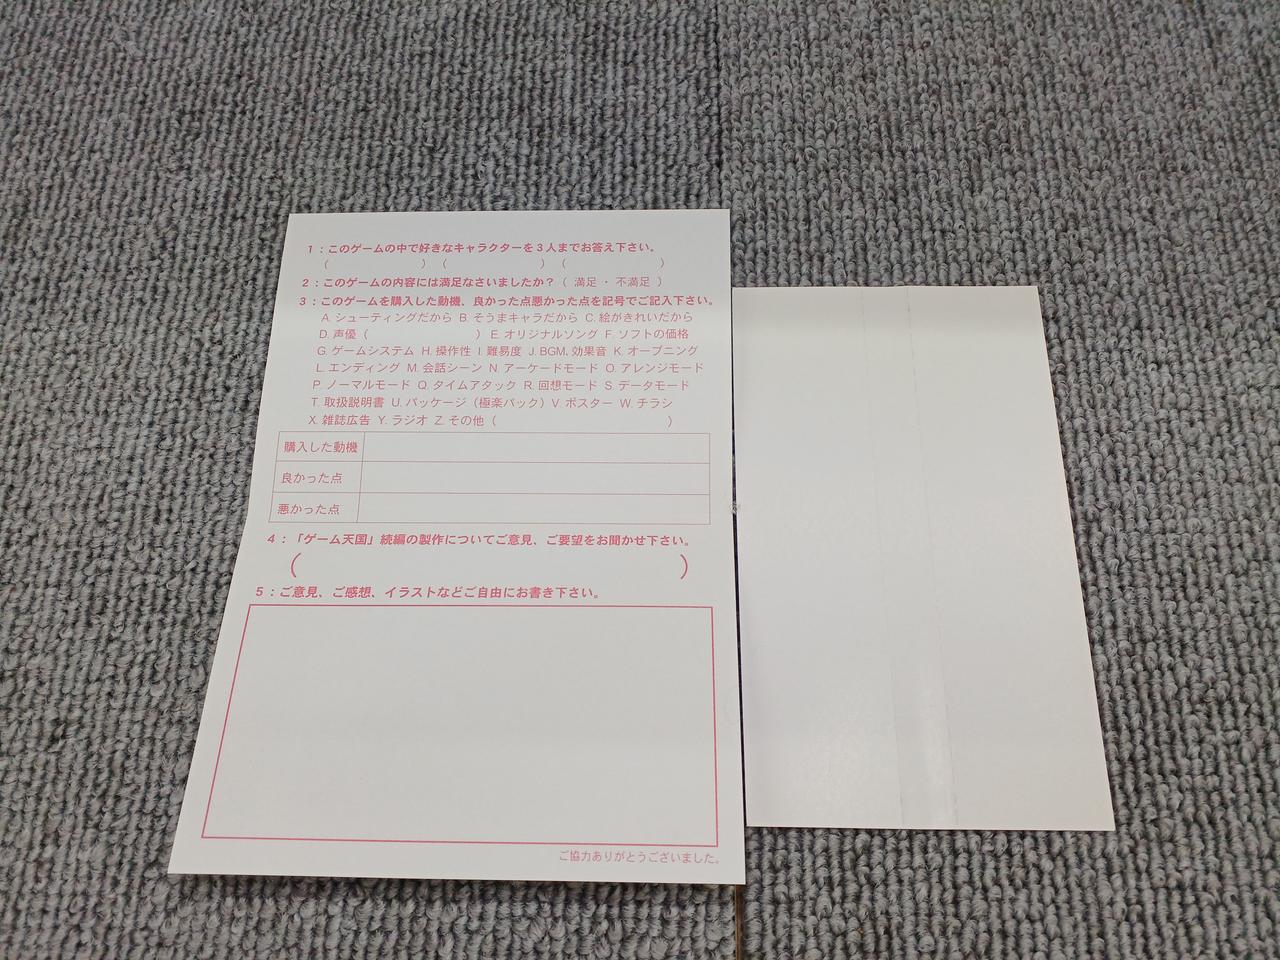 1：このゲームの中で好きなキャラクターを3人までお答え下さい。
（　　　　　　　）（　　　　　　　）（　　　　　　　）
2：このゲームの内容には満足なさいましたか？（ 満足 ・ 不満足 ）
3：このゲームを購入した動機、良かった点悪かった点を記号でご記入下さい。
A. シューティングだから B. そうまキャラだから C. 絵がきれいだから
D. 声優（　　　　　　　　）E. オリジナルソング F. ソフトの価格
G. ゲームシステム H. 操作性 I. 難易度 J. BGM、効果音 K. オープニング
L. エンディング M. 会話シーン N. アーケードモード O. アレンジモード
P. ノーマルモード Q. タイムアタック R. 回想モード S. データモード
T. 取扱説明書 U. パッケージ（極楽パック）V. ポスター W. チラシ
X. 雑誌広告 Y. ラジオ Z. その他（　　　　　　　　　　　　　　）
購入した動機
良かった点
悪かった点
4：「ゲーム天国」続編の製作についてご意見、ご要望をお聞かせ下さい。
（　　　　　　　　　　　　　　　　　　　　　　　　　）
5：ご意見、ご感想、イラストなどご自由にお書き下さい。
ご協力ありがとうございました。